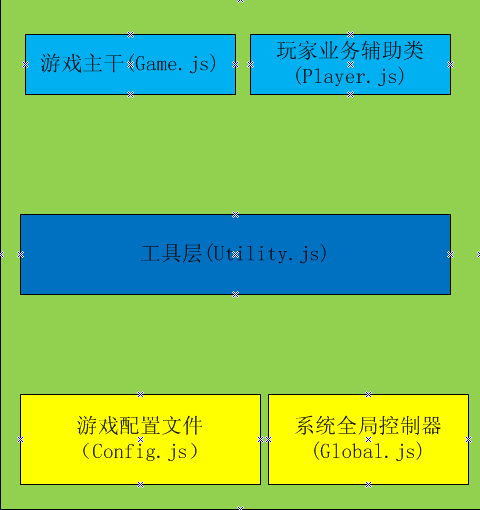 游戏主干(Game.js)
玩家业务辅助类
(Player.js)
工具层(Utility.js)
游戏配置文件
（Config.js）
系统全局控制器
(Global.js)